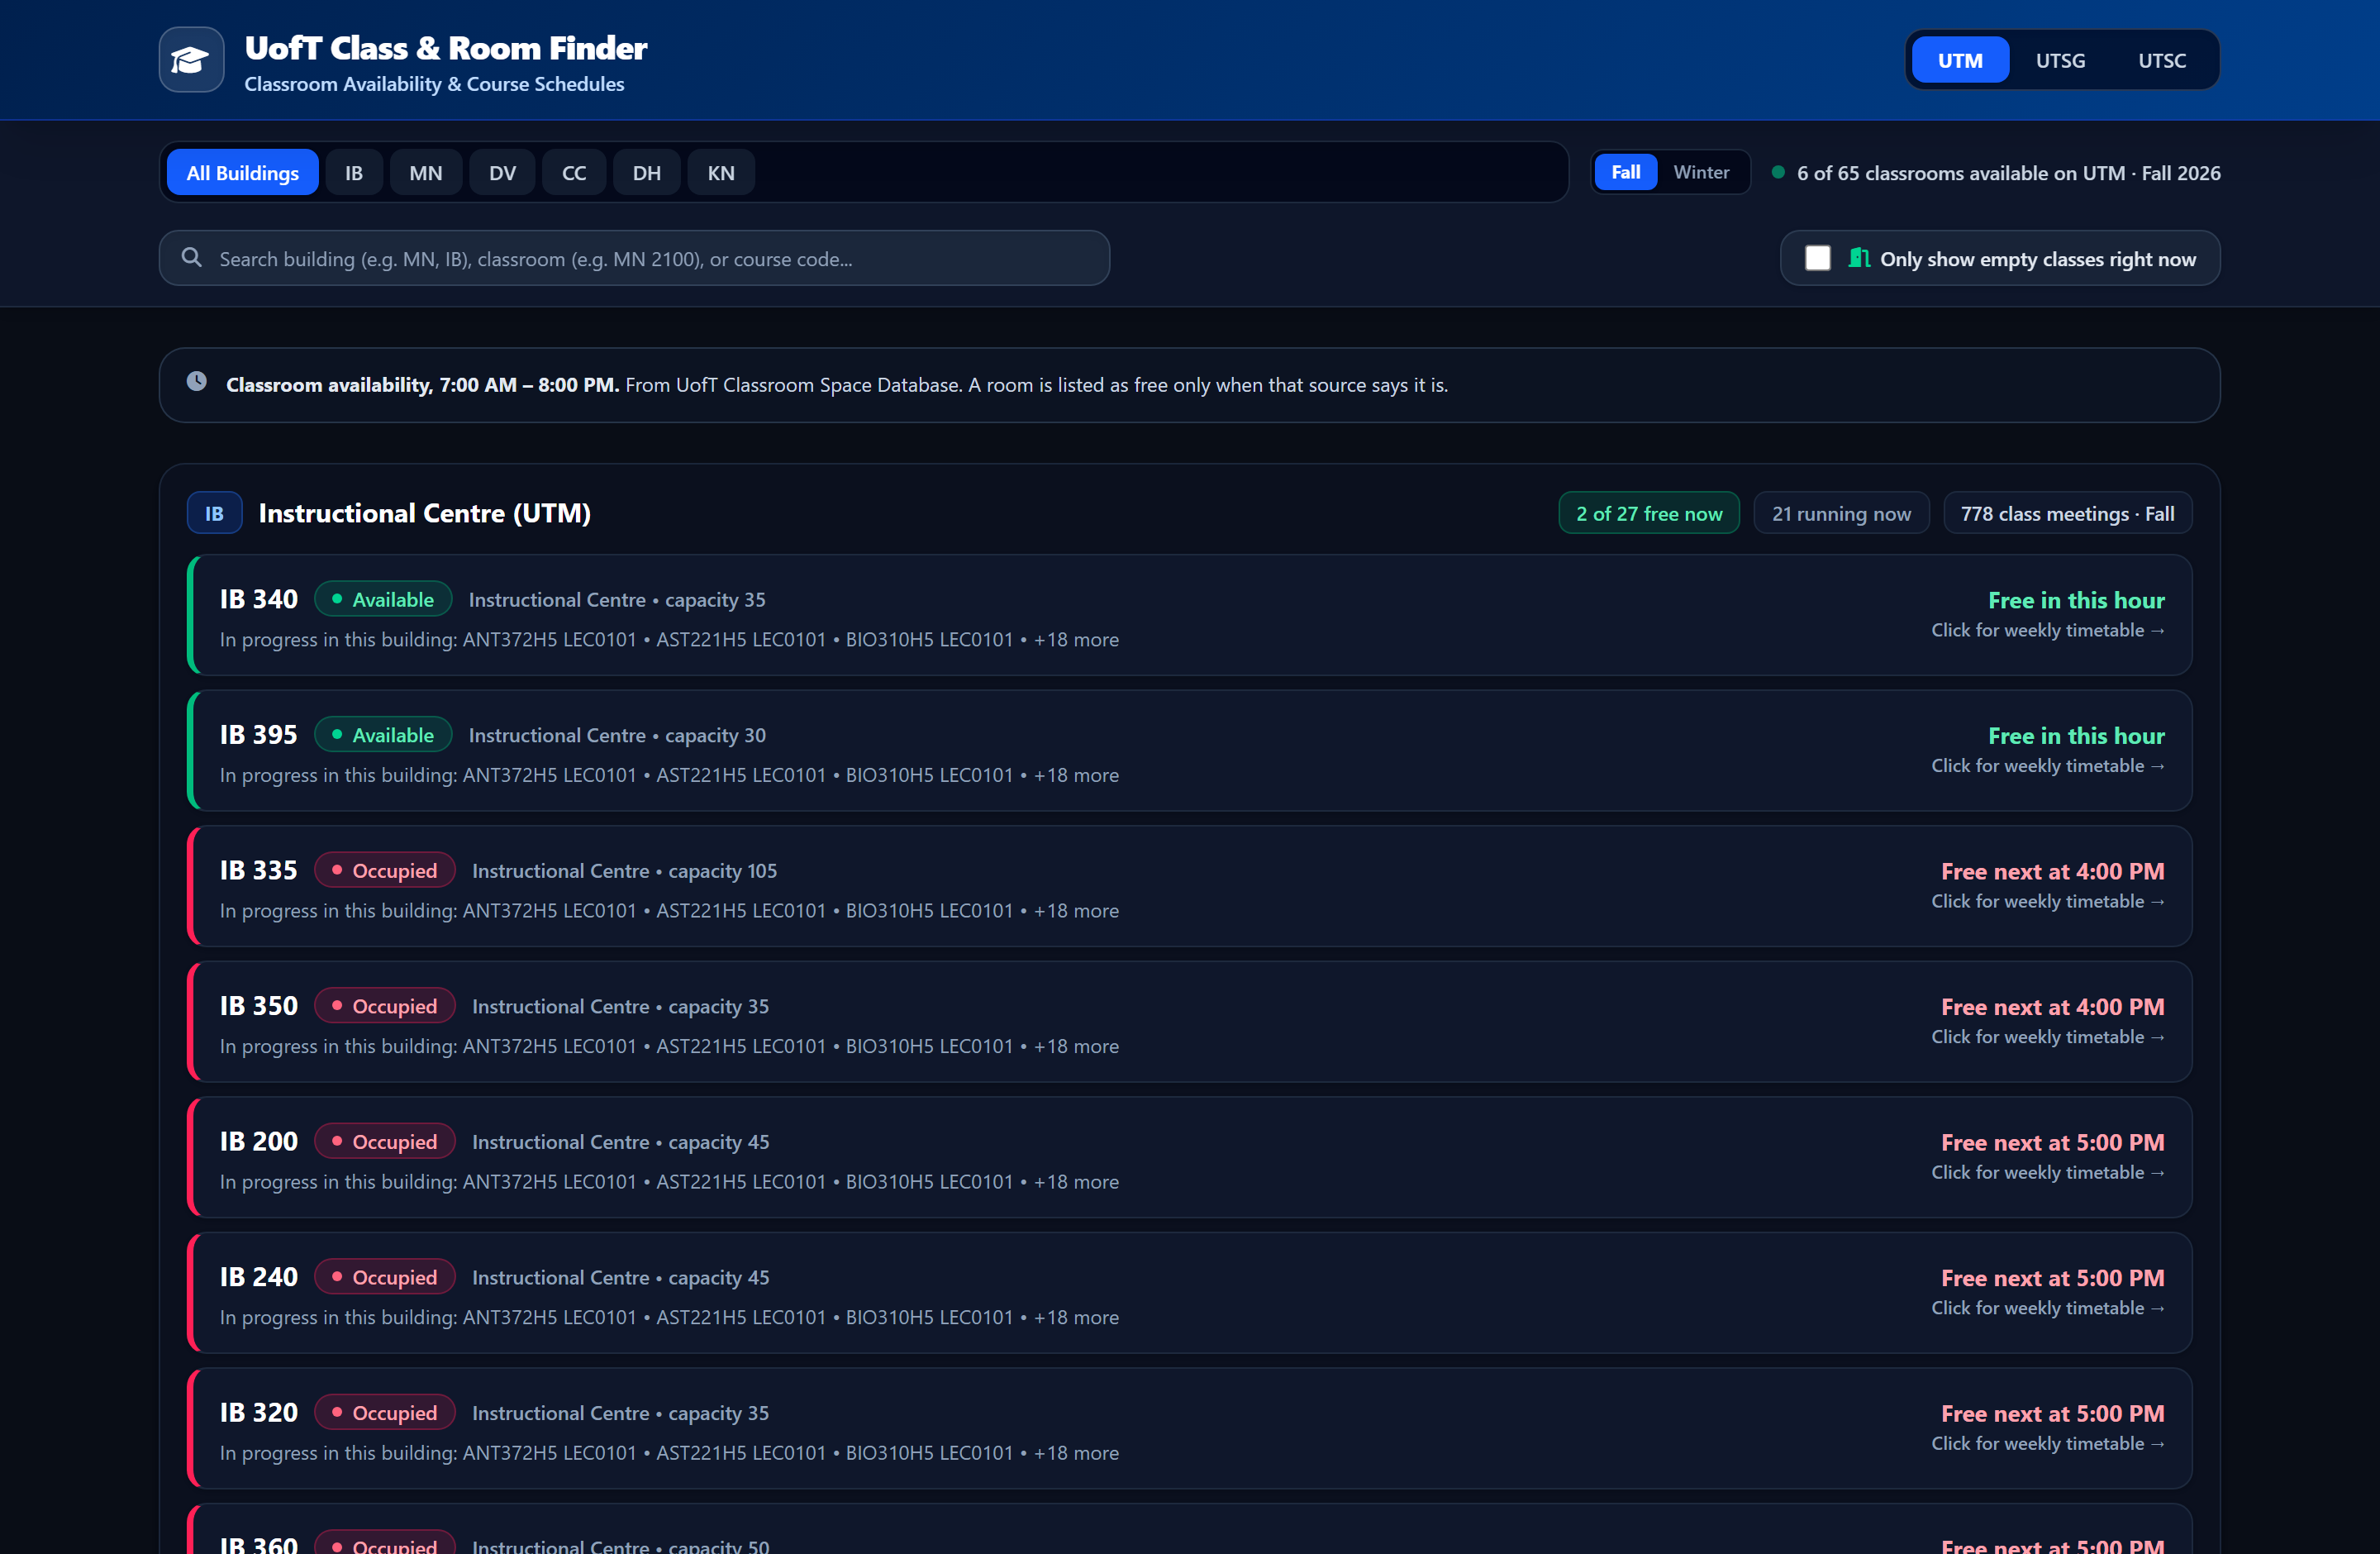 UofT Class & Room Finder
Classroom Availability & Course Schedules
UTM UTSG UTSC
All Buildings IB MN DV CC DH KN
Fall Winter
6 of 65 classrooms available on UTM · Fall 2026
Search building (e.g. MN, IB), classroom (e.g. MN 2100), or course code...
Only show empty classes right now
Classroom availability, 7:00 AM – 8:00 PM. From UofT Classroom Space Database. A room is listed as free only when that source says it is.
IB Instructional Centre (UTM)
2 of 27 free now 21 running now 778 class meetings · Fall
IB 340 Available Instructional Centre • capacity 35
In progress in this building: ANT372H5 LEC0101 • AST221H5 LEC0101 • BIO310H5 LEC0101 • +18 more
Free in this hour
Click for weekly timetable →
IB 395 Available Instructional Centre • capacity 30
In progress in this building: ANT372H5 LEC0101 • AST221H5 LEC0101 • BIO310H5 LEC0101 • +18 more
Free in this hour
Click for weekly timetable →
IB 335 Occupied Instructional Centre • capacity 105
In progress in this building: ANT372H5 LEC0101 • AST221H5 LEC0101 • BIO310H5 LEC0101 • +18 more
Free next at 4:00 PM
Click for weekly timetable →
IB 350 Occupied Instructional Centre • capacity 35
In progress in this building: ANT372H5 LEC0101 • AST221H5 LEC0101 • BIO310H5 LEC0101 • +18 more
Free next at 4:00 PM
Click for weekly timetable →
IB 200 Occupied Instructional Centre • capacity 45
In progress in this building: ANT372H5 LEC0101 • AST221H5 LEC0101 • BIO310H5 LEC0101 • +18 more
Free next at 5:00 PM
Click for weekly timetable →
IB 240 Occupied Instructional Centre • capacity 45
In progress in this building: ANT372H5 LEC0101 • AST221H5 LEC0101 • BIO310H5 LEC0101 • +18 more
Free next at 5:00 PM
Click for weekly timetable →
IB 320 Occupied Instructional Centre • capacity 35
In progress in this building: ANT372H5 LEC0101 • AST221H5 LEC0101 • BIO310H5 LEC0101 • +18 more
Free next at 5:00 PM
Click for weekly timetable →
IB 360 Occupied Instructional Centre • capacity 50
Free next at 5:00 PM